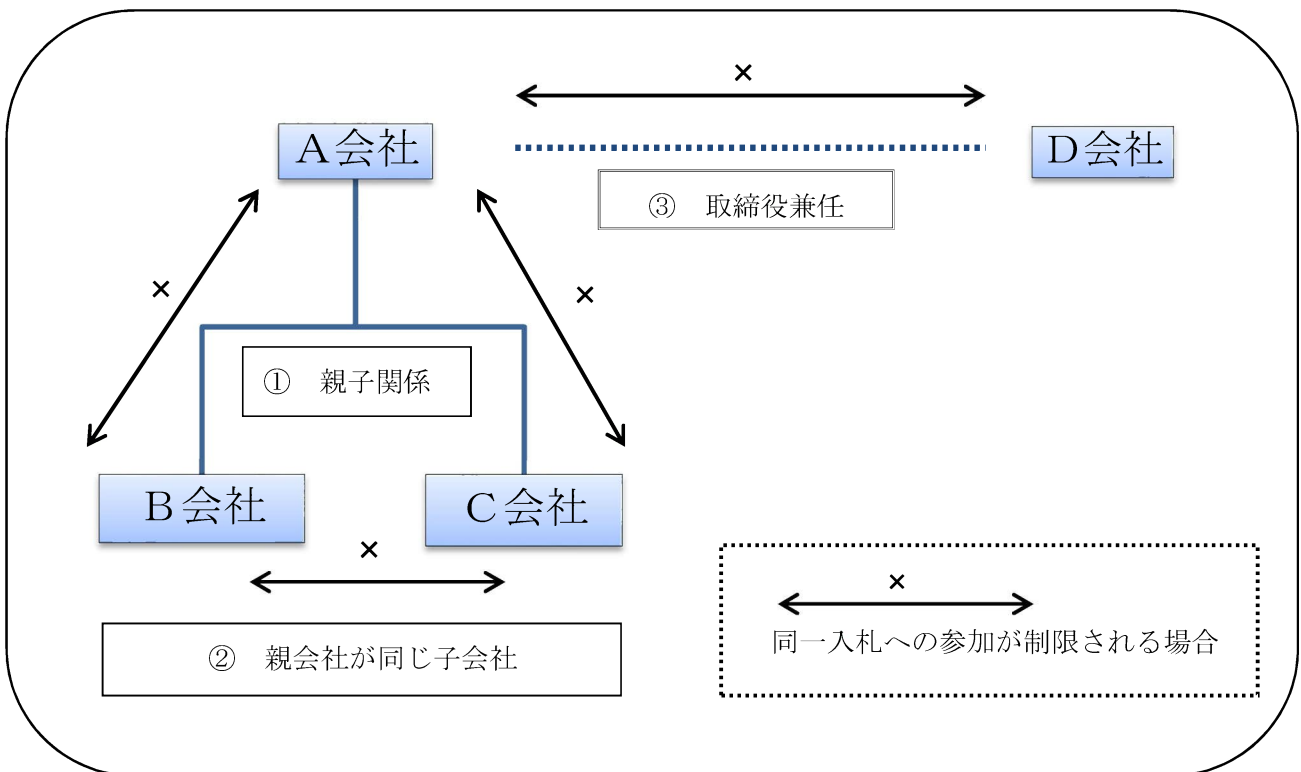 ×
A会社
D会社
③　取締役兼任
×
×
①　親子関係
B会社
C会社
×
②　親会社が同じ子会社
×
同一入札への参加が制限される場合